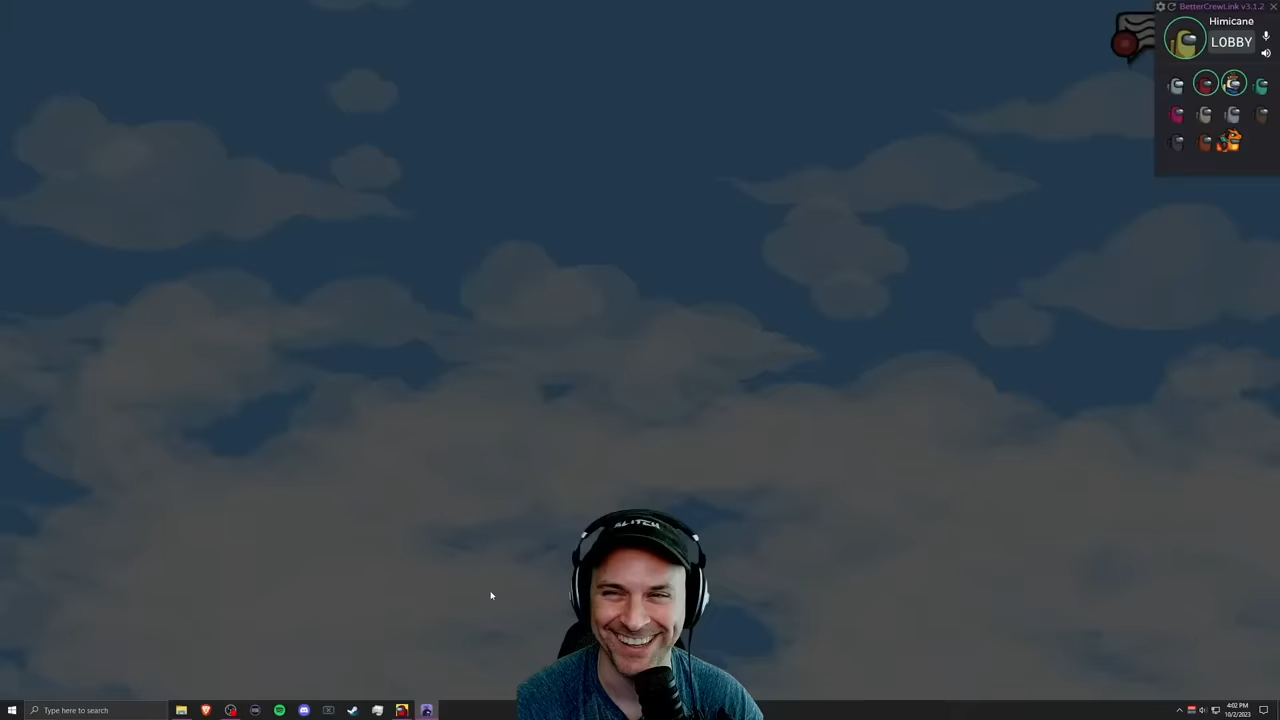 BetterCrewLink v3.1.2
Himicane
LOBBY
Type here to search
4:02 PM
10/2/2023